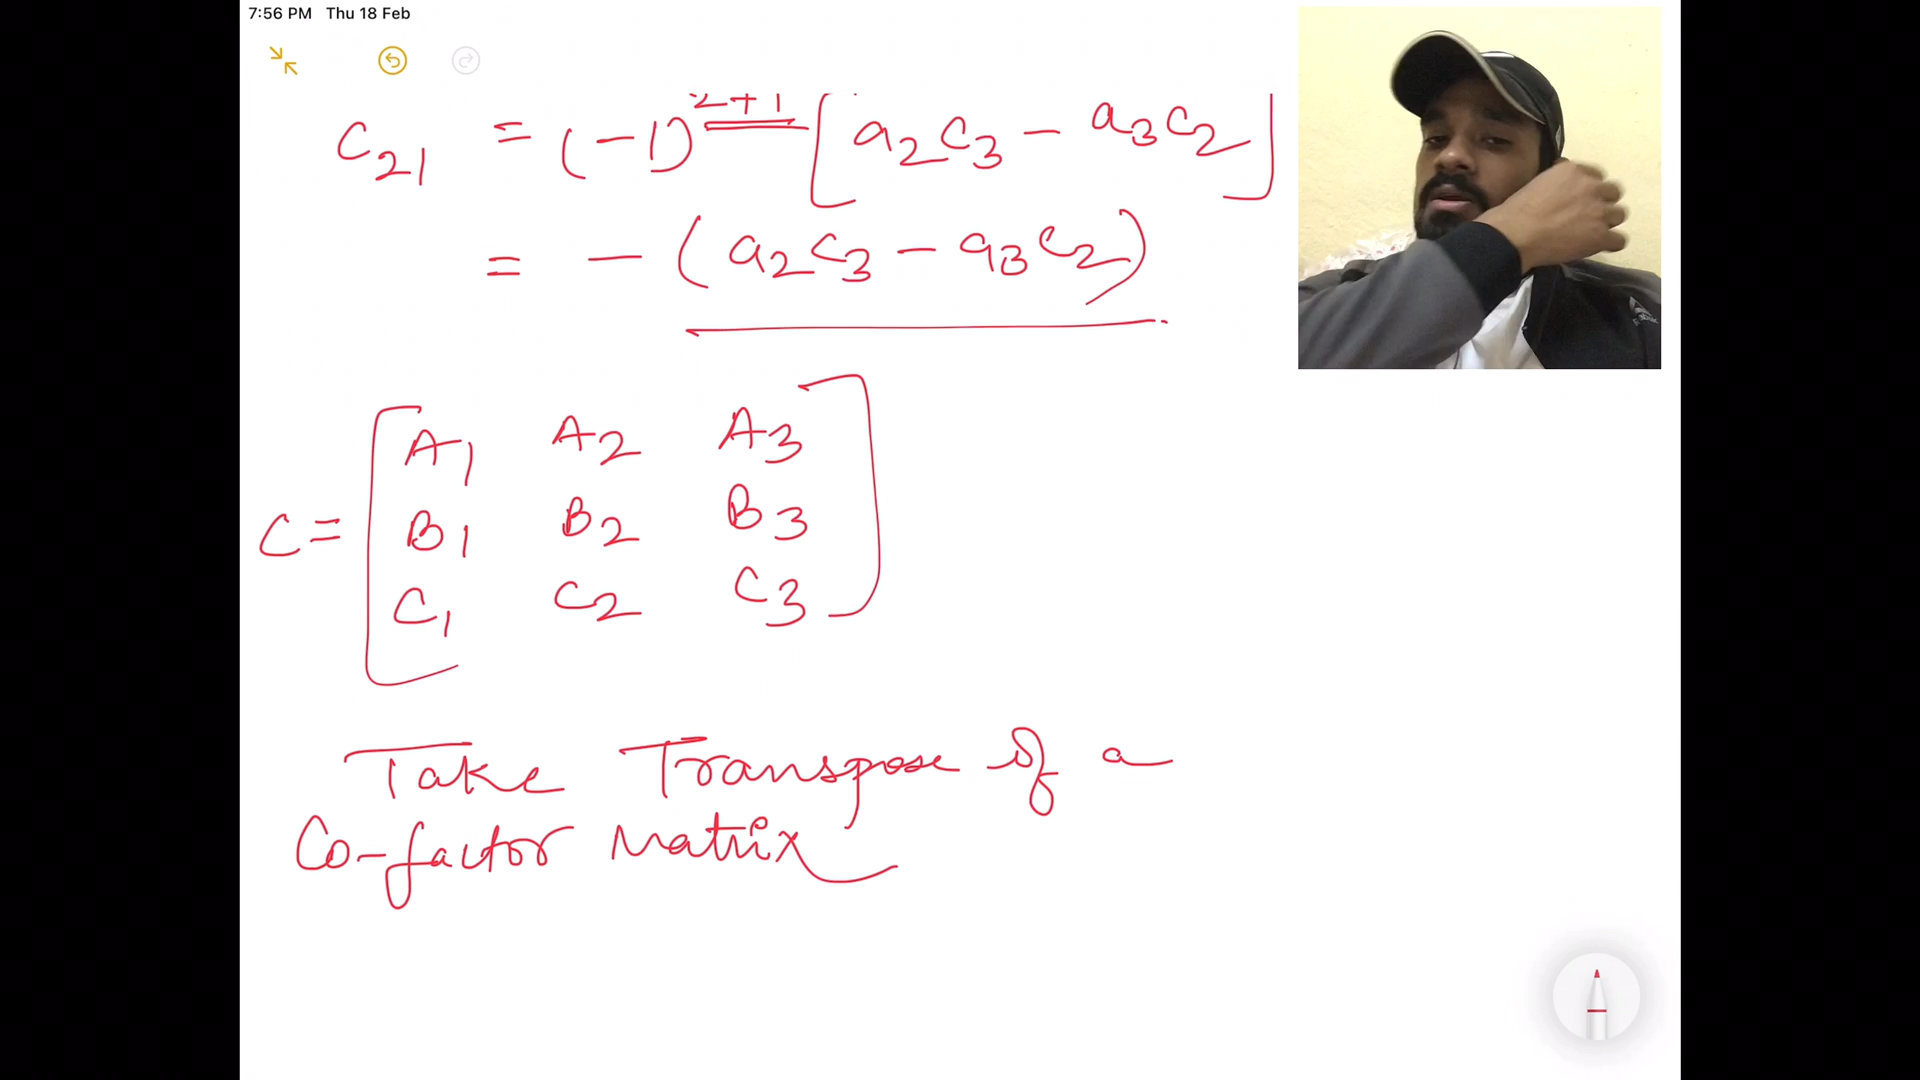 7:56 PM Thu 18 Feb
C₂₁ = (-1)²⁺¹ [a₂c₃ - a₃c₂]
= - (a₂c₃ - a₃c₂)
A₁ A₂ A₃
C = B₁ B₂ B₃
C₁ C₂ C₃
Take Transpose of a
Co-factor Matrix